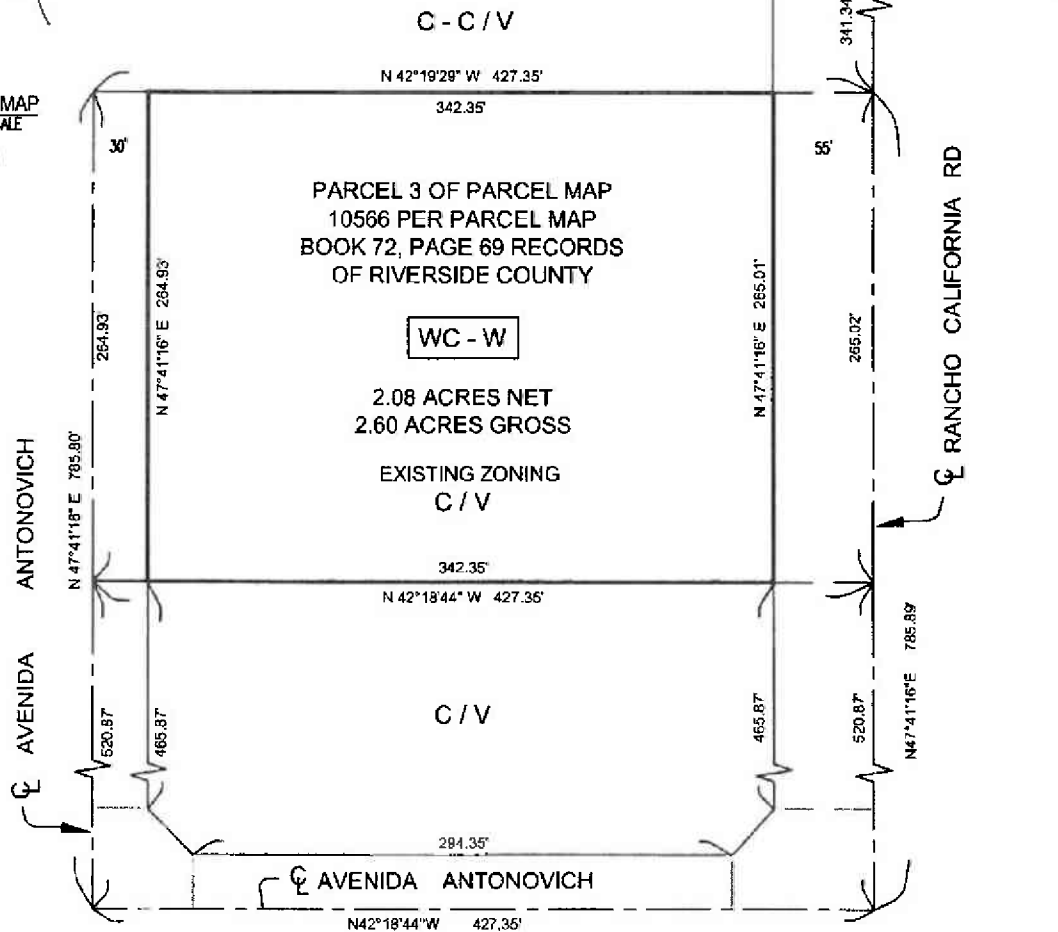 C - C / V
341.34
N 42°19'29" W 427.35'
MAP
342.35'
30'
55'
PARCEL 3 OF PARCEL MAP
10566 PER PARCEL MAP
BOOK 72, PAGE 69 RECORDS
OF RIVERSIDE COUNTY
WC - W
2.08 ACRES NET
2.60 ACRES GROSS
EXISTING ZONING
C / V
264.93'
N 47°41'16" E 264.93'
N 47°41'16" E 265.01'
265.02'
℄ RANCHO CALIFORNIA RD
N 47°41'16" E 785.80'
℄ AVENIDA ANTONOVICH
342.35'
N 42°18'44" W 427.35'
C / V
520.87'
465.87'
465.87'
520.87'
N47°41'16"E 785.89'
294.35'
℄ AVENIDA ANTONOVICH
N42°18'44"W 427.35'